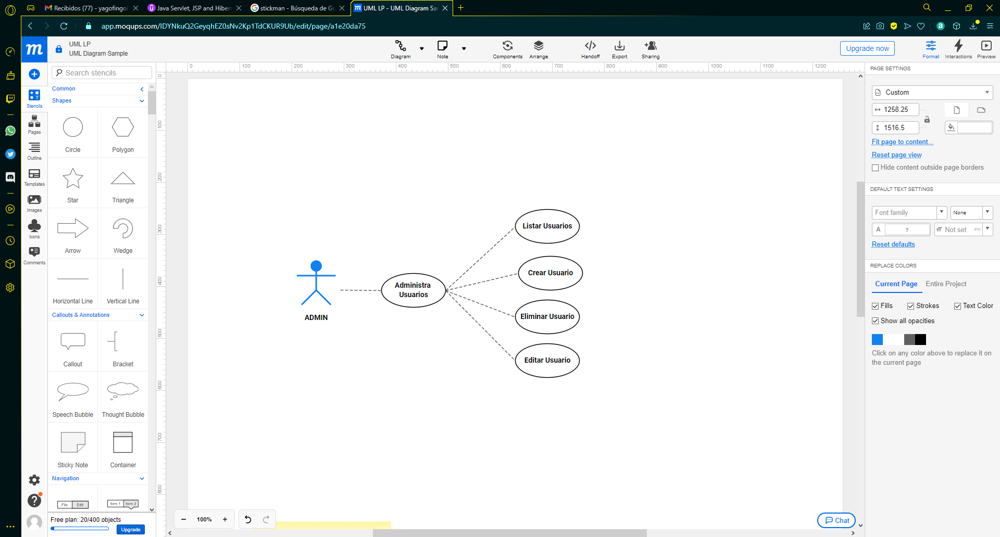 Recibidos (77) - yagofingoi
Java Servlet, JSP and Hibern
stickman - Búsqueda de Go
UML LP - UML Diagram Sa
app.moqups.com/IDYNkuQ2GeyqhEZ0sNv2Kp1TdCKUR9Ub/edit/page/a1e20da75
m
UML LP
UML Diagram Sample
Diagram
Note
Components
Arrange
Handoff
Export
Sharing
Upgrade now
Format
Interactions
Preview
Stencils
Pages
Outline
Templates
Images
Icons
Comments
Search stencils
Common
Shapes
Circle
Polygon
Star
Triangle
Arrow
Wedge
Horizontal Line
Vertical Line
Callouts & Annotations
Callout
Bracket
Speech Bubble
Thought Bubble
Sticky Note
Container
Navigation
File
Edit
Item 1
Item 2
Free plan: 20/400 objects
Upgrade
0 100 200 300 400 500 600 700 800 900 1000 1100 1200
0
100
200
300
400
500
600
700
800
ADMIN
Administra
Usuarios
Listar Usuarios
Crear Usuario
Eliminar Usuario
Editar Usuario
100%
Chat
PAGE SETTINGS
Custom
1258.25
1516.5
Fit page to content...
Reset page view
Hide content outside page borders
DEFAULT TEXT SETTINGS
Font family
None
A
?
Not set
PX
Reset defaults
REPLACE COLORS
Current Page
Entire Project
Fills
Strokes
Text Color
Show all opacities
Click on any color above to replace it on
the current page